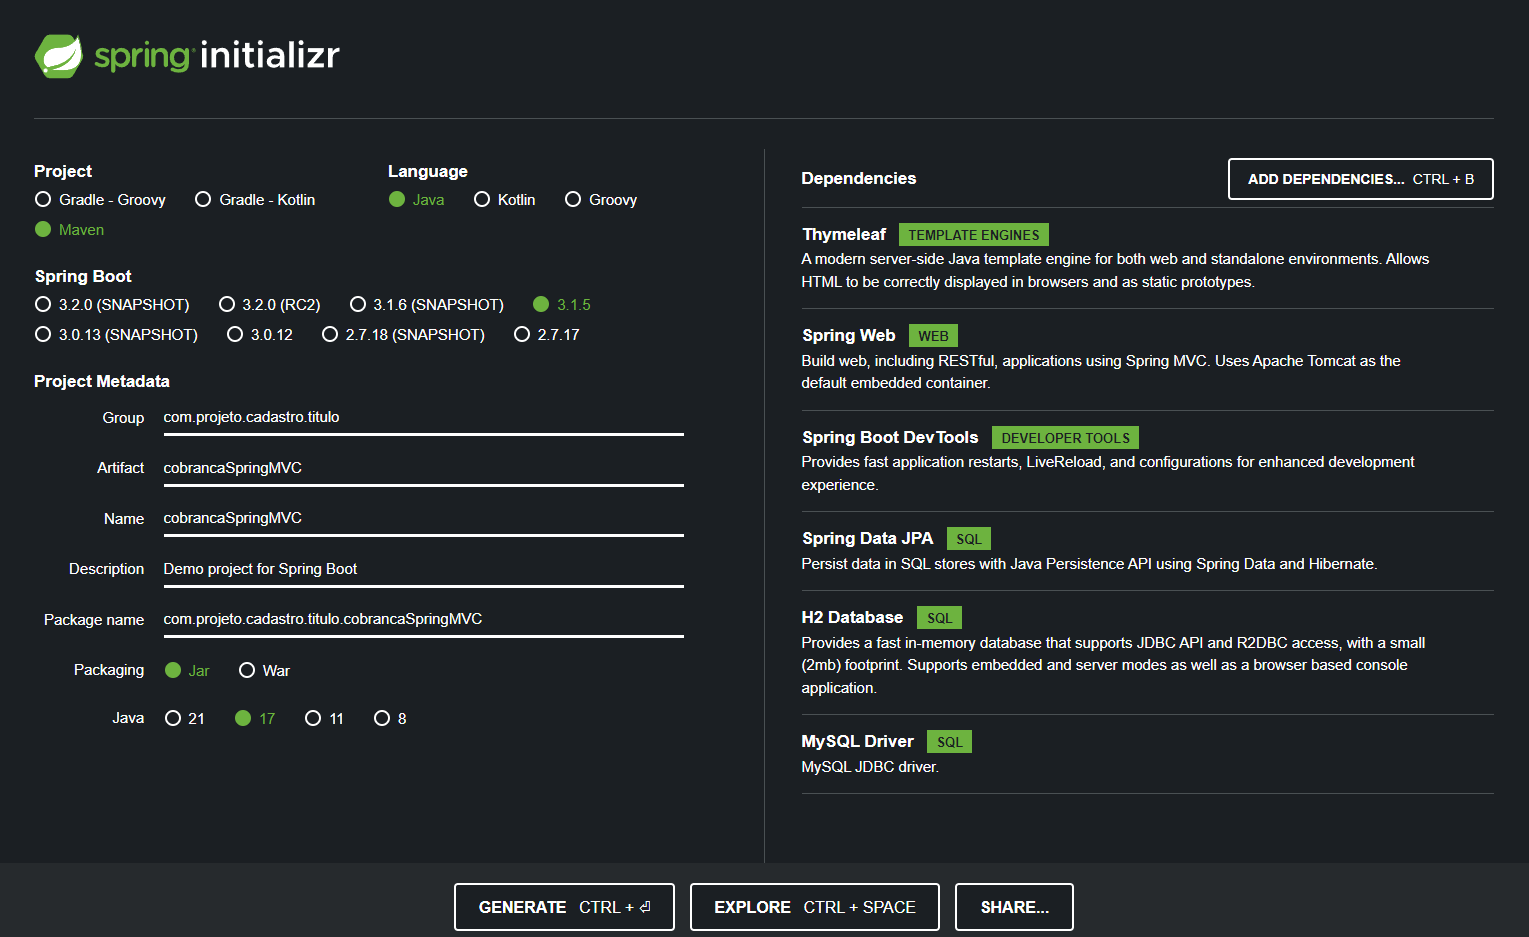 spring initializr
Project
Gradle - Groovy Gradle - Kotlin
Maven
Language
Java Kotlin Groovy
Spring Boot
3.2.0 (SNAPSHOT) 3.2.0 (RC2) 3.1.6 (SNAPSHOT) 3.1.5
3.0.13 (SNAPSHOT) 3.0.12 2.7.18 (SNAPSHOT) 2.7.17
Project Metadata
Group com.projeto.cadastro.titulo
Artifact cobrancaSpringMVC
Name cobrancaSpringMVC
Description Demo project for Spring Boot
Package name com.projeto.cadastro.titulo.cobrancaSpringMVC
Packaging Jar War
Java 21 17 11 8
Dependencies
ADD DEPENDENCIES... CTRL + B
Thymeleaf TEMPLATE ENGINES
A modern server-side Java template engine for both web and standalone environments. Allows
HTML to be correctly displayed in browsers and as static prototypes.
Spring Web WEB
Build web, including RESTful, applications using Spring MVC. Uses Apache Tomcat as the
default embedded container.
Spring Boot DevTools DEVELOPER TOOLS
Provides fast application restarts, LiveReload, and configurations for enhanced development
experience.
Spring Data JPA SQL
Persist data in SQL stores with Java Persistence API using Spring Data and Hibernate.
H2 Database SQL
Provides a fast in-memory database that supports JDBC API and R2DBC access, with a small
(2mb) footprint. Supports embedded and server modes as well as a browser based console
application.
MySQL Driver SQL
MySQL JDBC driver.
GENERATE CTRL + ⏎
EXPLORE CTRL + SPACE
SHARE...